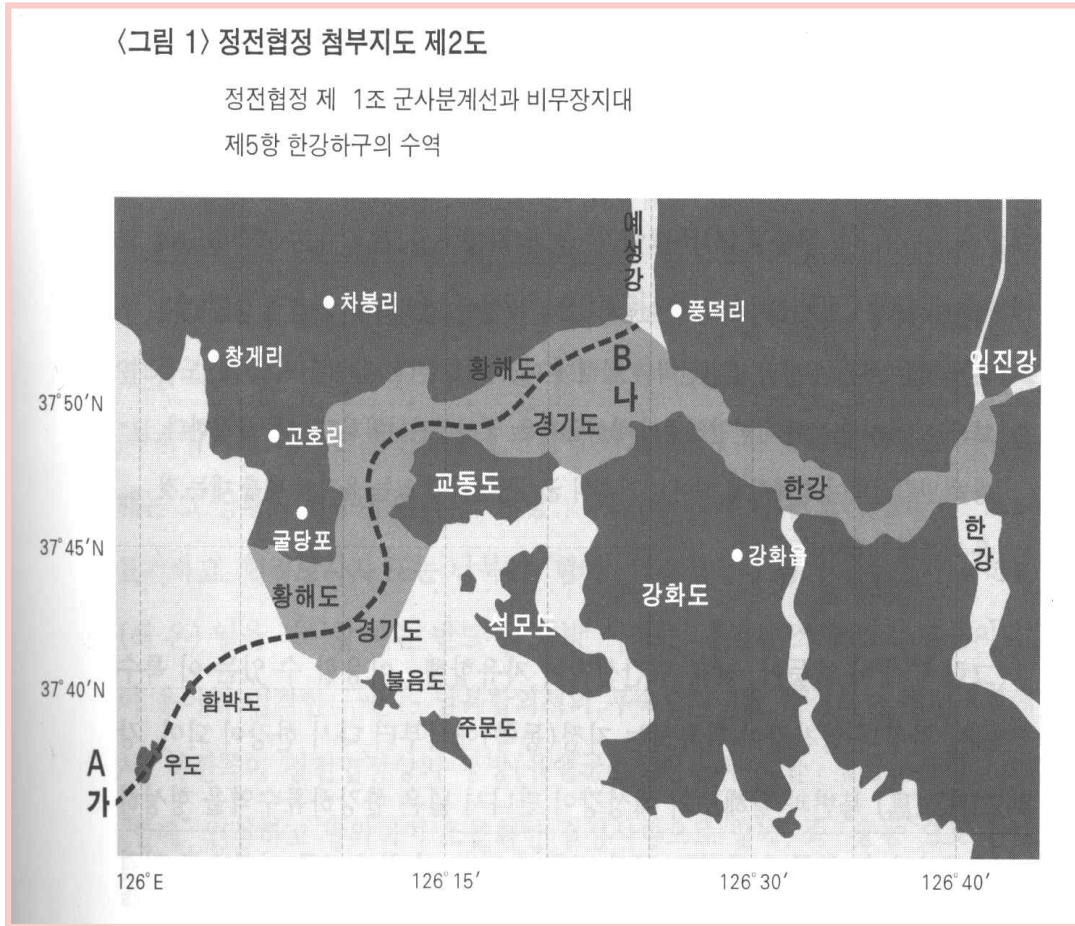 〈그림 1〉 정전협정 첨부지도 제2도
정전협정 제 1조 군사분계선과 비무장지대
제5항 한강하구의 수역
예성강
차봉리
풍덕리
창게리
황해도
B
나
임진강
37°50′N
고호리
경기도
교동도
한강
굴당포
한강
37°45′N
강화읍
황해도
강화도
경기도
석모도
37°40′N
함박도
불음도
주문도
A
가
우도
126°E
126°15′
126°30′
126°40′